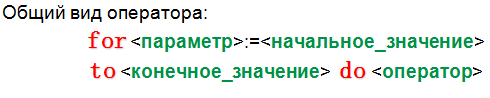 Общий вид оператора:
for <параметр>:=<начальное_значение>
to <конечное_значение> do <оператор>